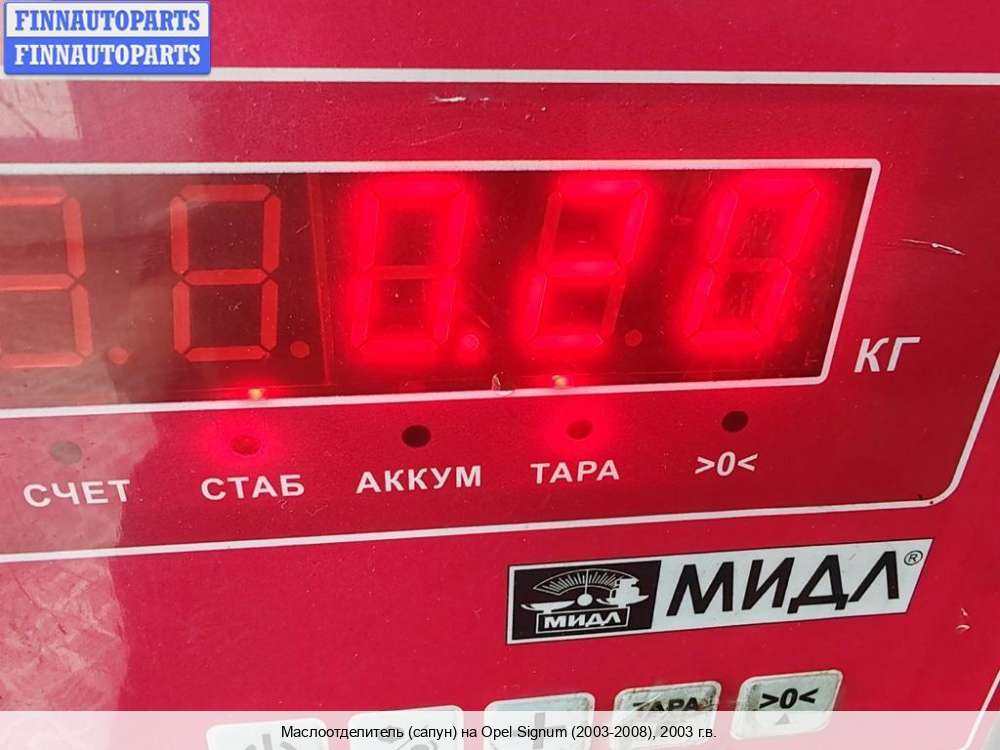 FINNAUTOPARTS
FINNAUTOPARTS
0.20
КГ
СЧЕТ
СТАБ
АККУМ
ТАРА
>0<
МИДЛ
МИДЛ®
ТАРА
>0<
Маслоотделитель (сапун) на Opel Signum (2003-2008), 2003 г.в.